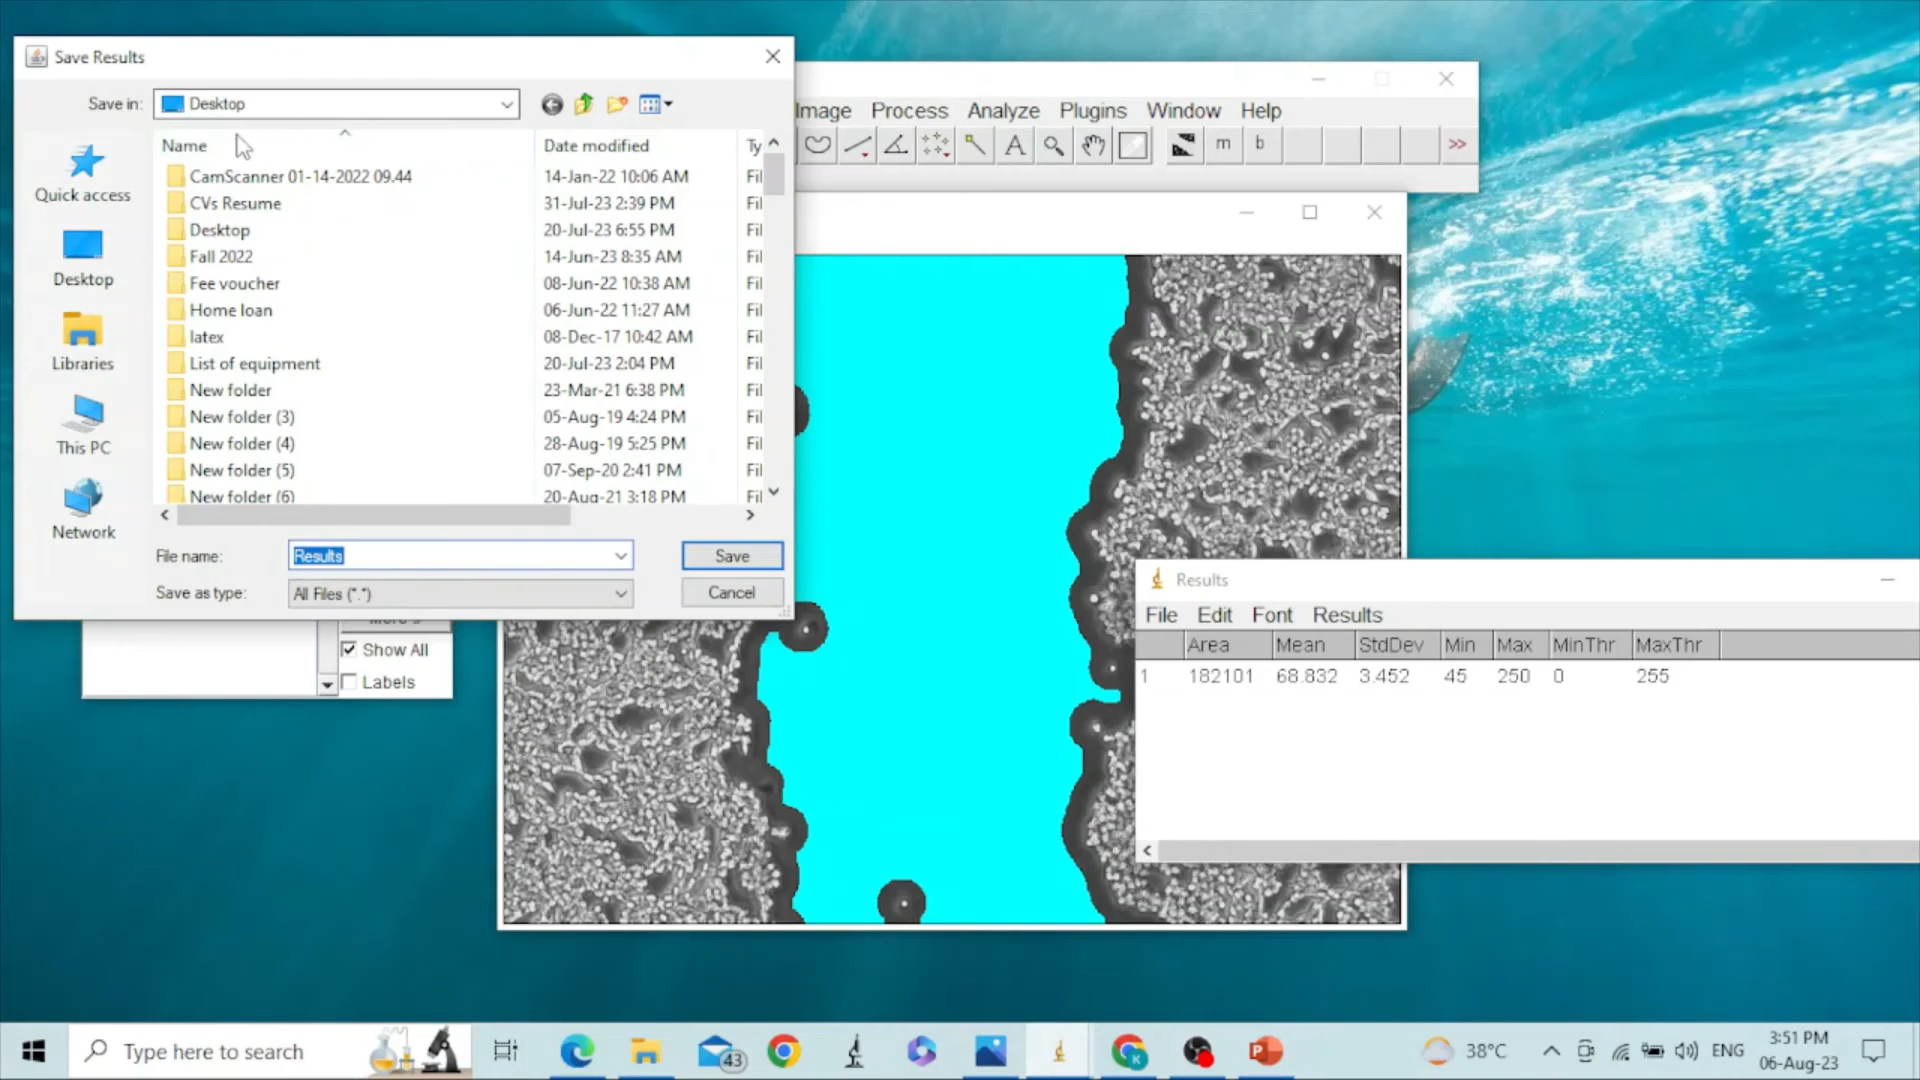 Save Results
Save in: Desktop
Name Date modified Ty
CamScanner 01-14-2022 09.44 14-Jan-22 10:06 AM Fil
CVs Resume 31-Jul-23 2:39 PM Fil
Desktop 20-Jul-23 6:55 PM Fil
Fall 2022 14-Jun-23 8:35 AM Fil
Fee voucher 08-Jun-22 10:38 AM Fil
Home loan 06-Jun-22 11:27 AM Fil
latex 08-Dec-17 10:42 AM Fil
List of equipment 20-Jul-23 2:04 PM Fil
New folder 23-Mar-21 6:38 PM Fil
New folder (3) 05-Aug-19 4:24 PM Fil
New folder (4) 28-Aug-19 5:25 PM Fil
New folder (5) 07-Sep-20 2:41 PM Fil
New folder (6) 20-Aug-21 3:18 PM Fil
Quick access
Desktop
Libraries
This PC
Network
File name: Results Save
Save as type: All Files (*.*) Cancel
Show All
Labels
Image Process Analyze Plugins Window Help
A m b >>
Results
File Edit Font Results
Area Mean StdDev Min Max MinThr MaxThr
1 182101 68.832 3.452 45 250 0 255
Type here to search
43
38°C ENG
3:51 PM
06-Aug-23